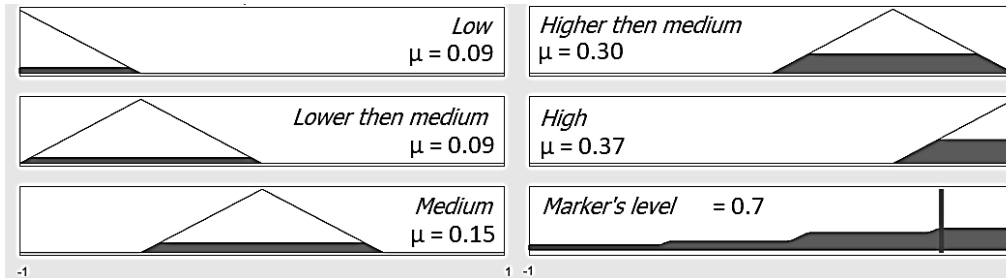 Low
μ = 0.09
Lower then medium
μ = 0.09
Medium
μ = 0.15
-1 1
Higher then medium
μ = 0.30
High
μ = 0.37
Marker's level = 0.7
-1